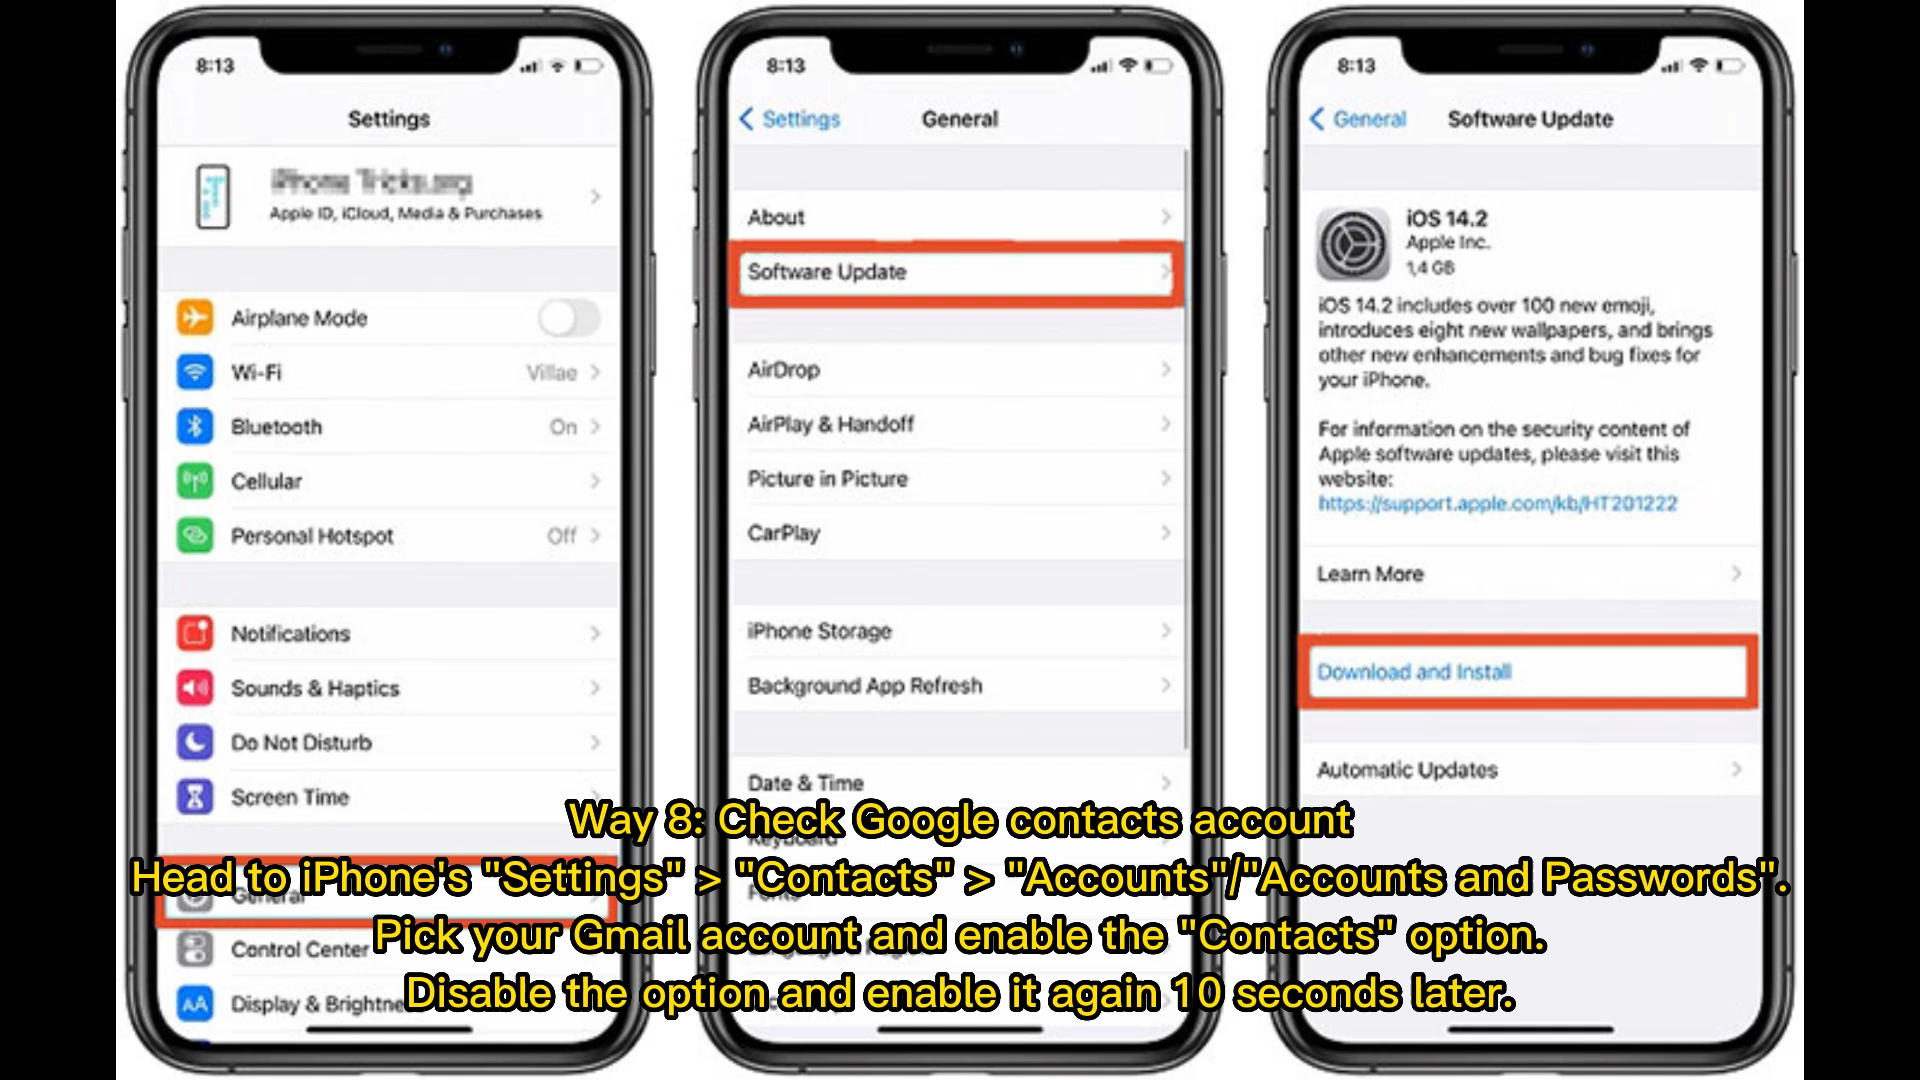 8:13
Settings
iPhone Tricks.org
Apple ID, iCloud, Media & Purchases
Airplane Mode
Wi-Fi
Villae
Bluetooth
On
Cellular
Personal Hotspot
Off
Notifications
Sounds & Haptics
Do Not Disturb
Screen Time
General
Control Center
Display & Brightne
8:13
Settings
General
About
Software Update
AirDrop
AirPlay & Handoff
Picture in Picture
CarPlay
iPhone Storage
Background App Refresh
Date & Time
Keyboard
Fonts
8:13
General
Software Update
iOS 14.2
Apple Inc.
1,4 GB
iOS 14.2 includes over 100 new emoji,
introduces eight new wallpapers, and brings
other new enhancements and bug fixes for
your iPhone.
For information on the security content of
Apple software updates, please visit this
website:
https://support.apple.com/kb/HT201222
Learn More
Download and Install
Automatic Updates
Way 8: Check Google contacts account
Head to iPhone's "Settings" > "Contacts" > "Accounts"/"Accounts and Passwords".
Pick your Gmail account and enable the "Contacts" option.
Disable the option and enable it again 10 seconds later.